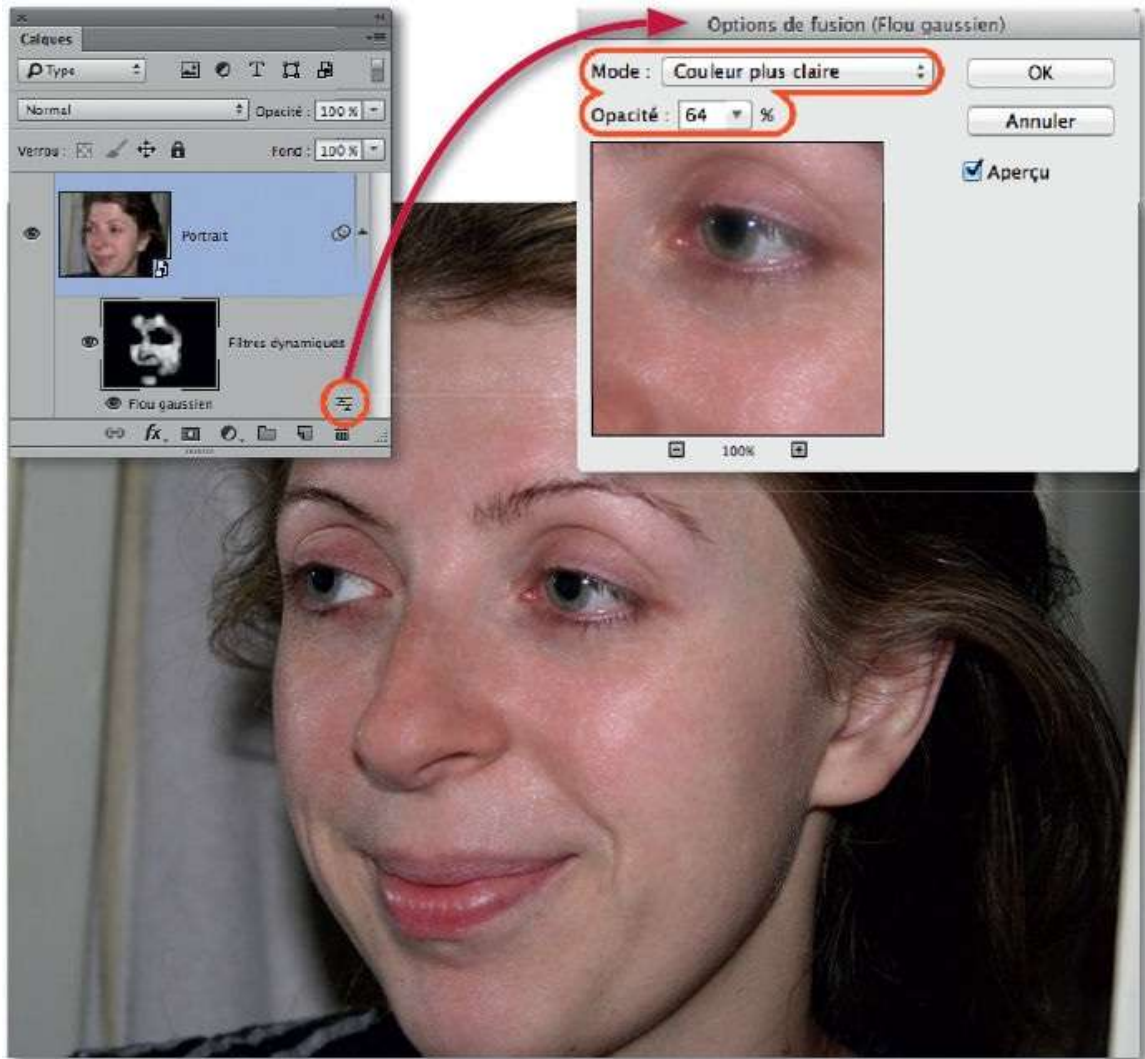 Calques
Type
Normal Opacité : 100 %
Verrou : Fond : 100 %
Portrait
Filtres dynamiques
Flou gaussien
fx
Options de fusion (Flou gaussien)
Mode : Couleur plus claire
OK
Opacité : 64 %
Annuler
Aperçu
100%